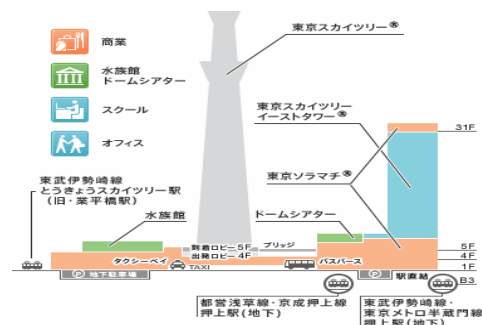 商業
水族館
ドームシアター
スクール
オフィス
東京スカイツリー®
東京スカイツリー
イーストタワー®
31F
東京ソラマチ®
東武伊勢崎線
とうきょうスカイツリー駅
(旧・業平橋駅)
水族館
ドームシアター
到着ロビー 5F
ブリッジ
出発ロビー 4F
5F
4F
タクシーベイ
TAXI
バスバース
1F
P 地下駐車場
P
駅直結
B3
都営浅草線・京成押上線
押上駅(地下)
東武伊勢崎線・
東京メトロ半蔵門線
押上駅(地下)